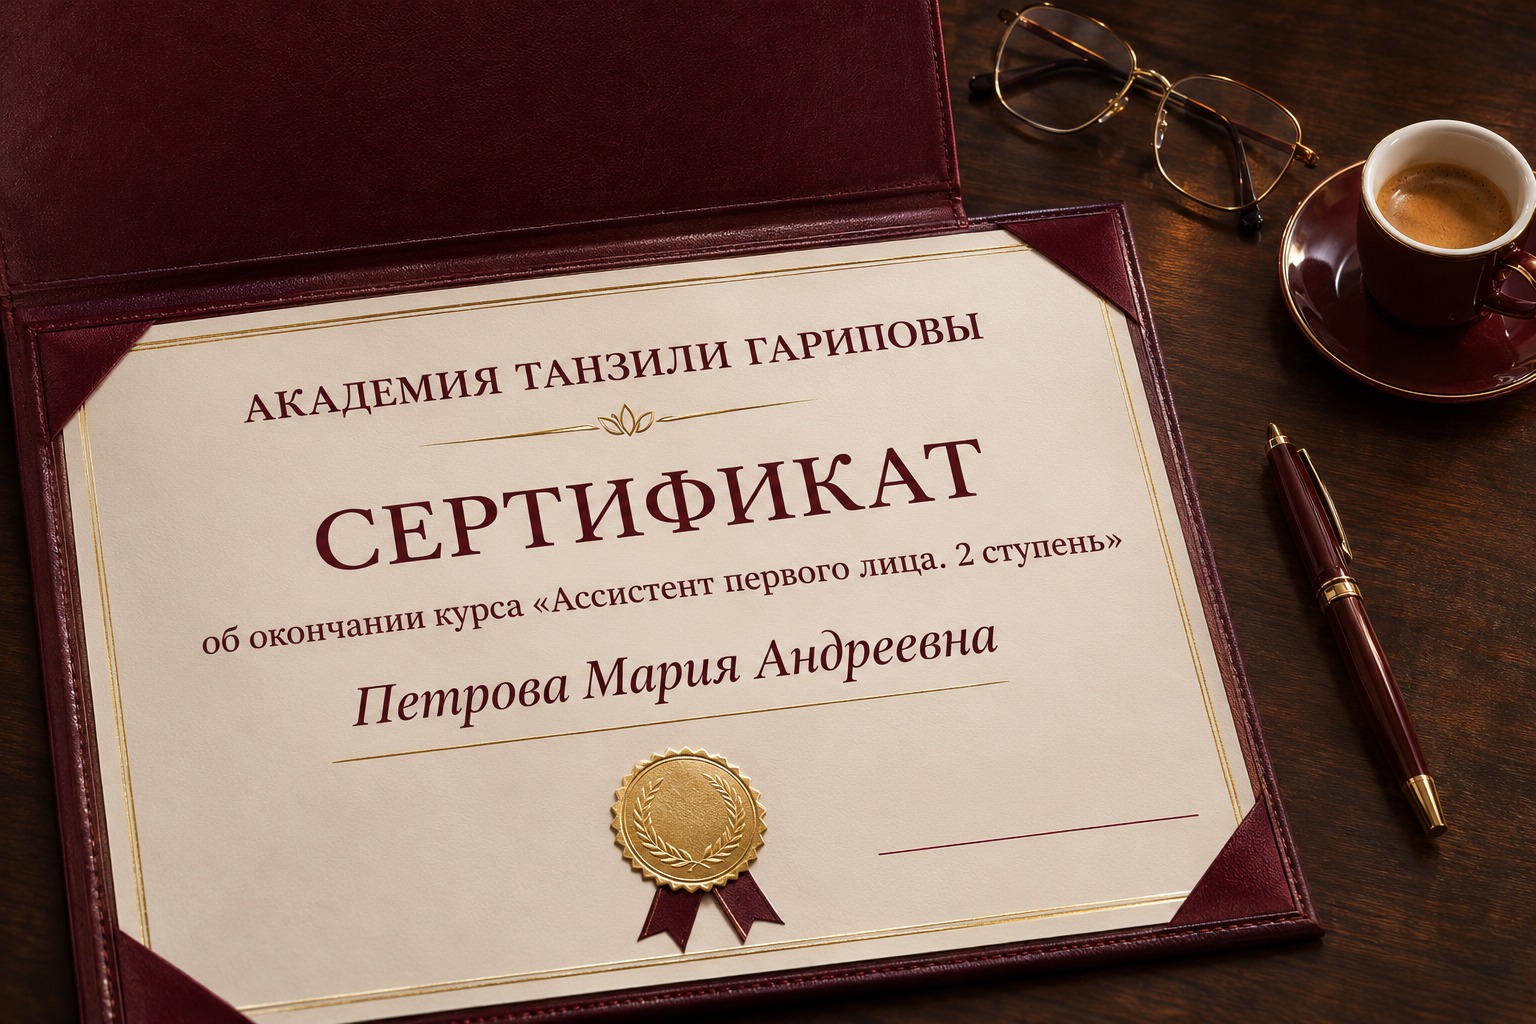 АКАДЕМИЯ ТАНЗИЛИ ГАРИПОВЫ
СЕРТИФИКАТ
об окончании курса «Ассистент первого лица. 2 ступень»
Петрова Мария Андреевна